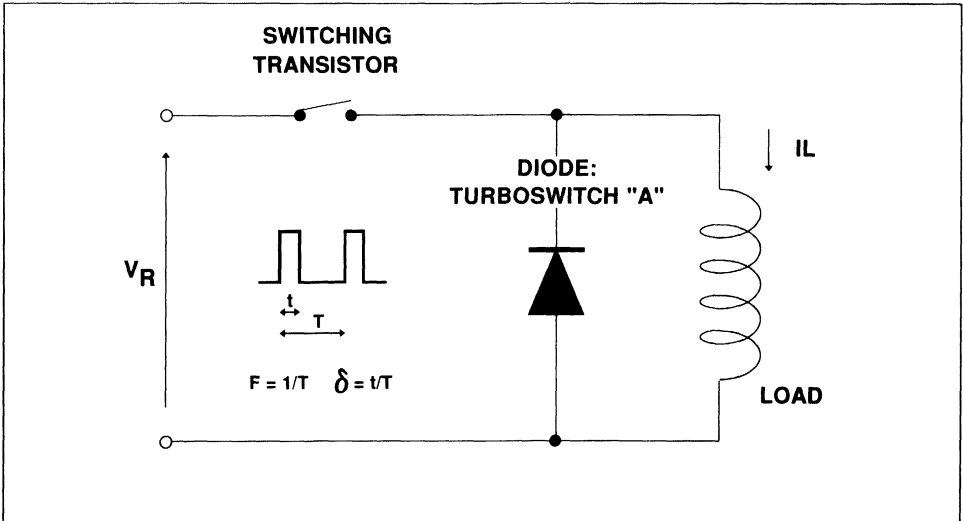 SWITCHING
TRANSISTOR
IL
DIODE:
TURBOSWITCH "A"
VR
t
T
F = 1/T δ = t/T
LOAD